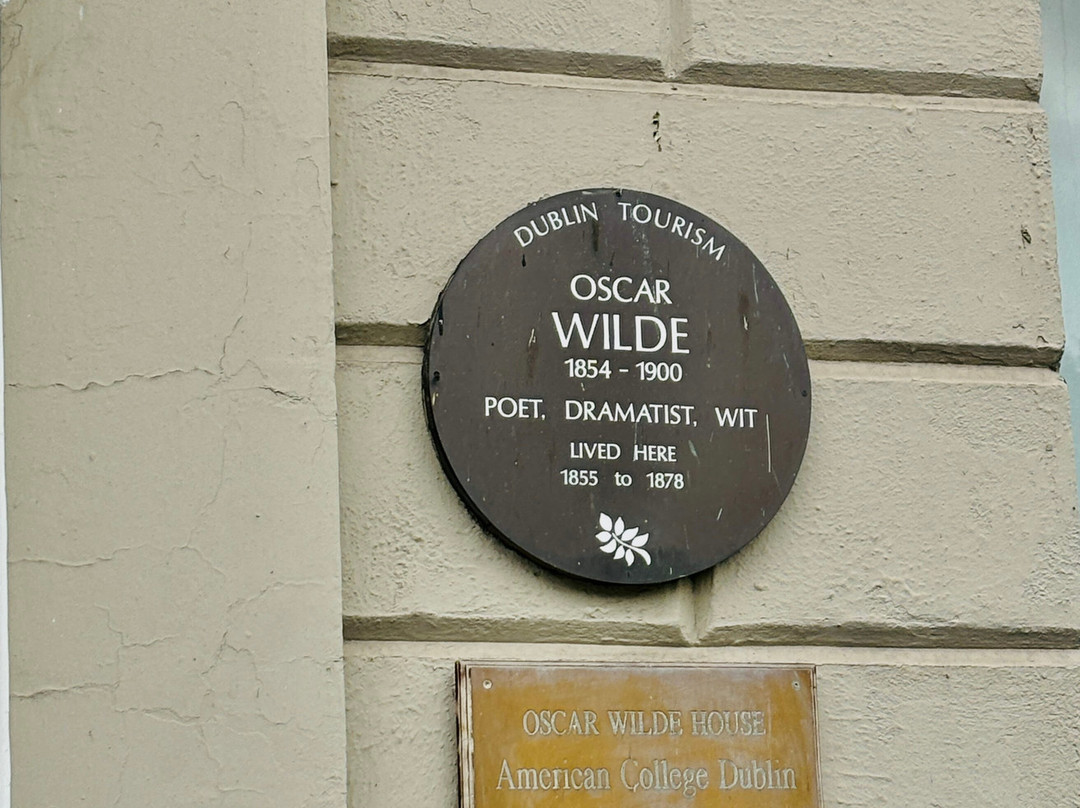 DUBLIN TOURISM
OSCAR
WILDE
1854 - 1900
POET, DRAMATIST, WIT
LIVED HERE
1855 to 1878
OSCAR WILDE HOUSE
American College Dublin